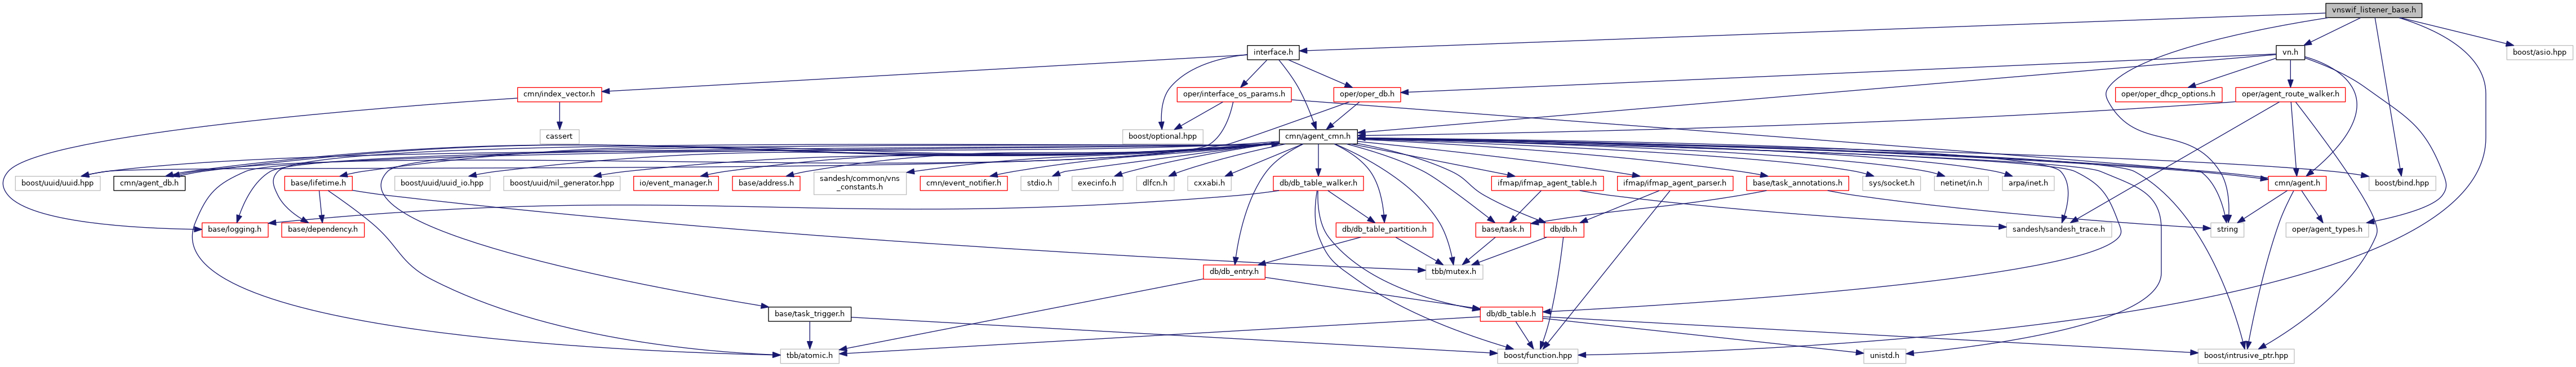 vnswif_listener_base.h
interface.h
vn.h
boost/asio.hpp
cmn/index_vector.h
oper/interface_os_params.h
oper/oper_db.h
oper/oper_dhcp_options.h
oper/agent_route_walker.h
cassert
boost/optional.hpp
cmn/agent_cmn.h
boost/uuid/uuid.hpp
cmn/agent_db.h
base/lifetime.h
boost/uuid/uuid_io.hpp
boost/uuid/nil_generator.hpp
io/event_manager.h
base/address.h
sandesh/common/vns
_constants.h
cmn/event_notifier.h
stdio.h
execinfo.h
dlfcn.h
cxxabi.h
db/db_table_walker.h
ifmap/ifmap_agent_table.h
ifmap/ifmap_agent_parser.h
base/task_annotations.h
sys/socket.h
netinet/in.h
arpa/inet.h
cmn/agent.h
boost/bind.hpp
base/logging.h
base/dependency.h
db/db_table_partition.h
base/task.h
db/db.h
sandesh/sandesh_trace.h
string
oper/agent_types.h
db/db_entry.h
tbb/mutex.h
base/task_trigger.h
db/db_table.h
tbb/atomic.h
boost/function.hpp
unistd.h
boost/intrusive_ptr.hpp